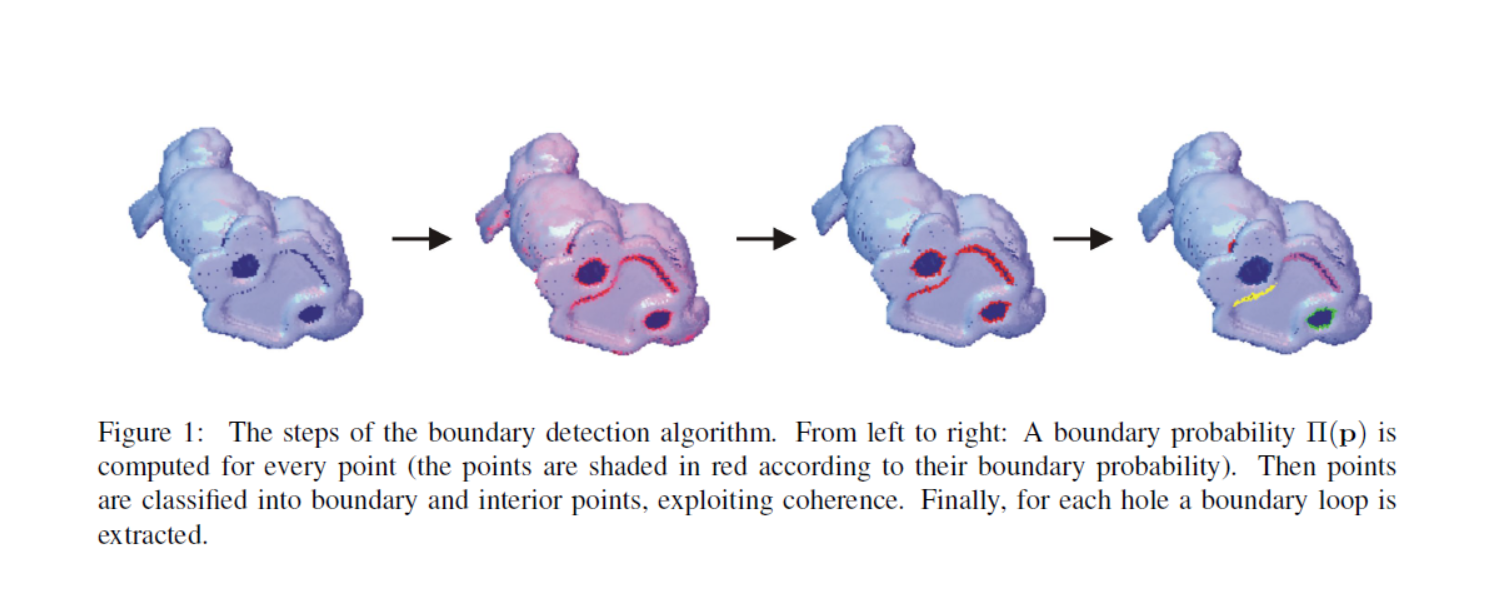 Figure 1: The steps of the boundary detection algorithm. From left to right: A boundary probability Π(p) is
computed for every point (the points are shaded in red according to their boundary probability). Then points
are classified into boundary and interior points, exploiting coherence. Finally, for each hole a boundary loop is
extracted.